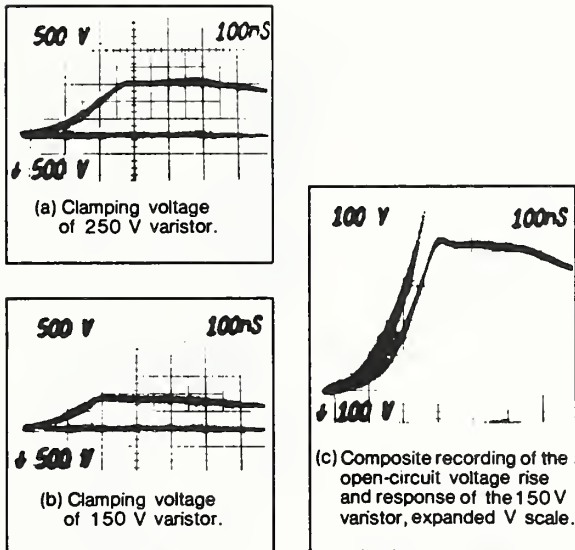 500 V 100nS
↓ 500 V
(a) Clamping voltage
of 250 V varistor.
500 V 100nS
↓ 500 V
(b) Clamping voltage
of 150 V varistor.
100 V 100nS
↓ 100 V
(c) Composite recording of the
open-circuit voltage rise
and response of the 150 V
varistor, expanded V scale.